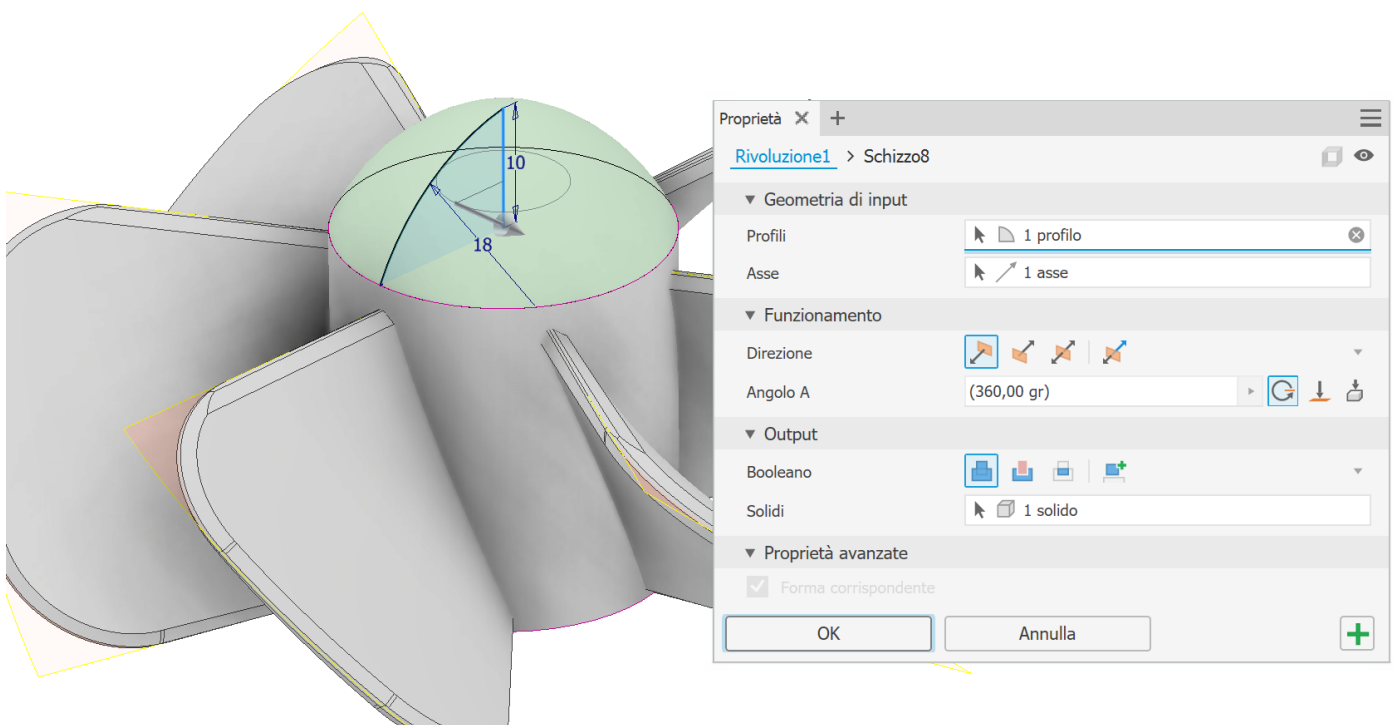 10
18
Proprietà
Rivoluzione1 > Schizzo8
Geometria di input
Profili 1 profilo
Asse 1 asse
Funzionamento
Direzione
Angolo A (360,00 gr)
Output
Booleano
Solidi 1 solido
Proprietà avanzate
Forma corrispondente
OK Annulla